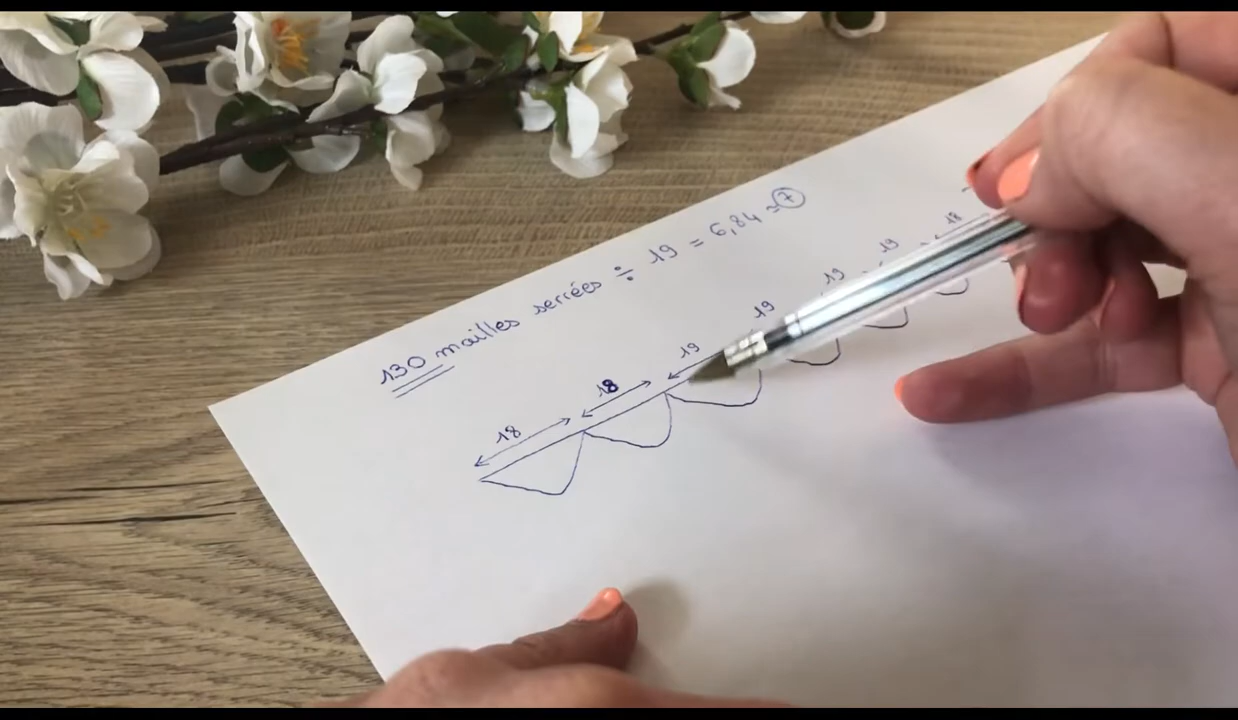 130 mailles serrées ÷ 19 = 6,84 ≈ 7
18 18 19 19 19 19 18